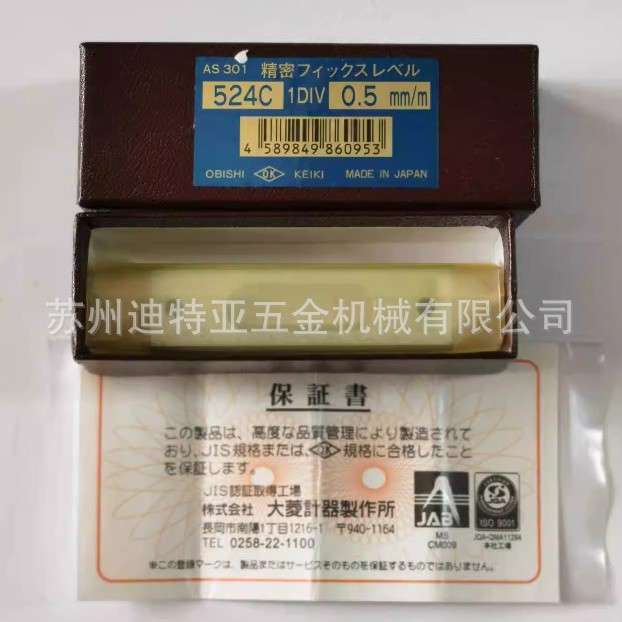 AS 301 精密フィックスレベル
524C 1DIV 0.5 mm/m
4 589849 860953
OBISHI OK KEIKI MADE IN JAPAN
苏州迪特亚五金机械有限公司
保証書
この製品は、高度な品質管理により製造されて
おり、JIS規格または、OK規格に合格したこと
を保証します。
JIS認証取得工場
株式会社 大菱計器製作所
長岡市南陽1丁目1216-1 〒940-1164
TEL 0258-22-1100
JAB
MS
CM009
ISO 9001
JQA-QMA11284
本社工場
※この登録マークは、製品またはサービスそのものを保証するものではありません。